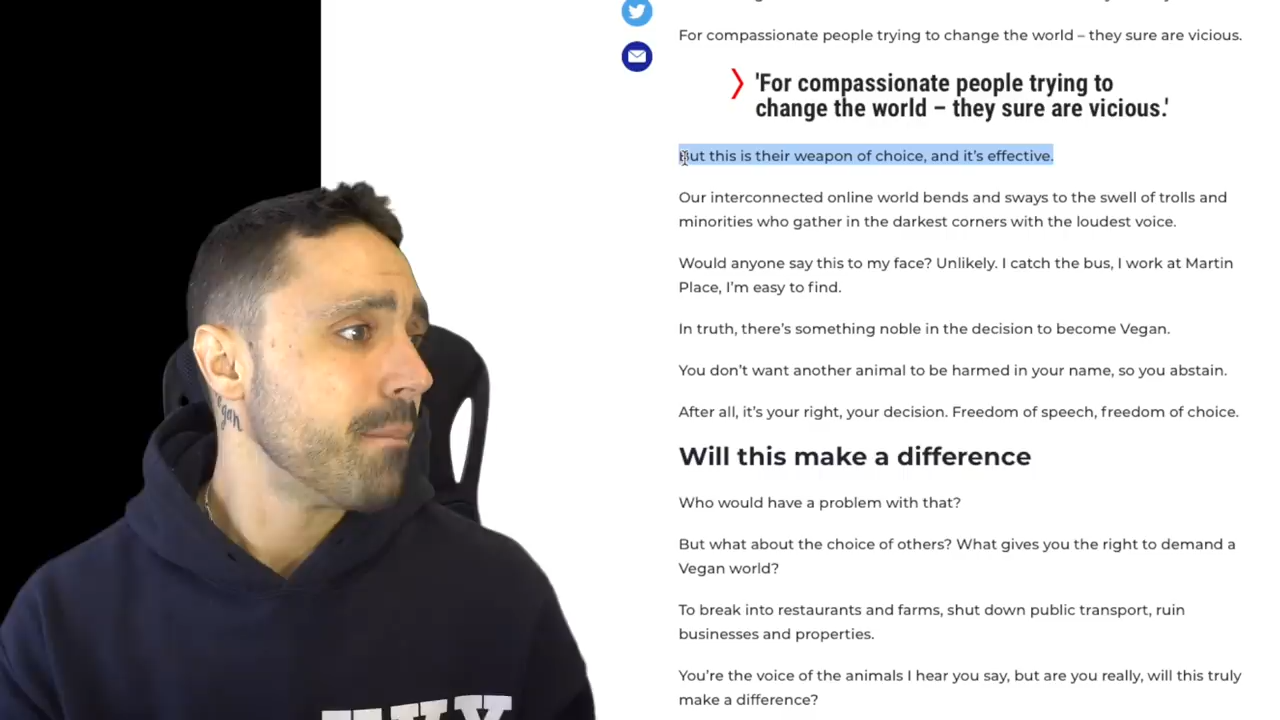 For compassionate people trying to change the world – they sure are vicious.
'For compassionate people trying to
change the world – they sure are vicious.'
But this is their weapon of choice, and it's effective.
Our interconnected online world bends and sways to the swell of trolls and
minorities who gather in the darkest corners with the loudest voice.
Would anyone say this to my face? Unlikely. I catch the bus, I work at Martin
Place, I'm easy to find.
In truth, there's something noble in the decision to become Vegan.
You don't want another animal to be harmed in your name, so you abstain.
After all, it's your right, your decision. Freedom of speech, freedom of choice.
Will this make a difference
Who would have a problem with that?
But what about the choice of others? What gives you the right to demand a
Vegan world?
To break into restaurants and farms, shut down public transport, ruin
businesses and properties.
You're the voice of the animals I hear you say, but are you really, will this truly
make a difference?